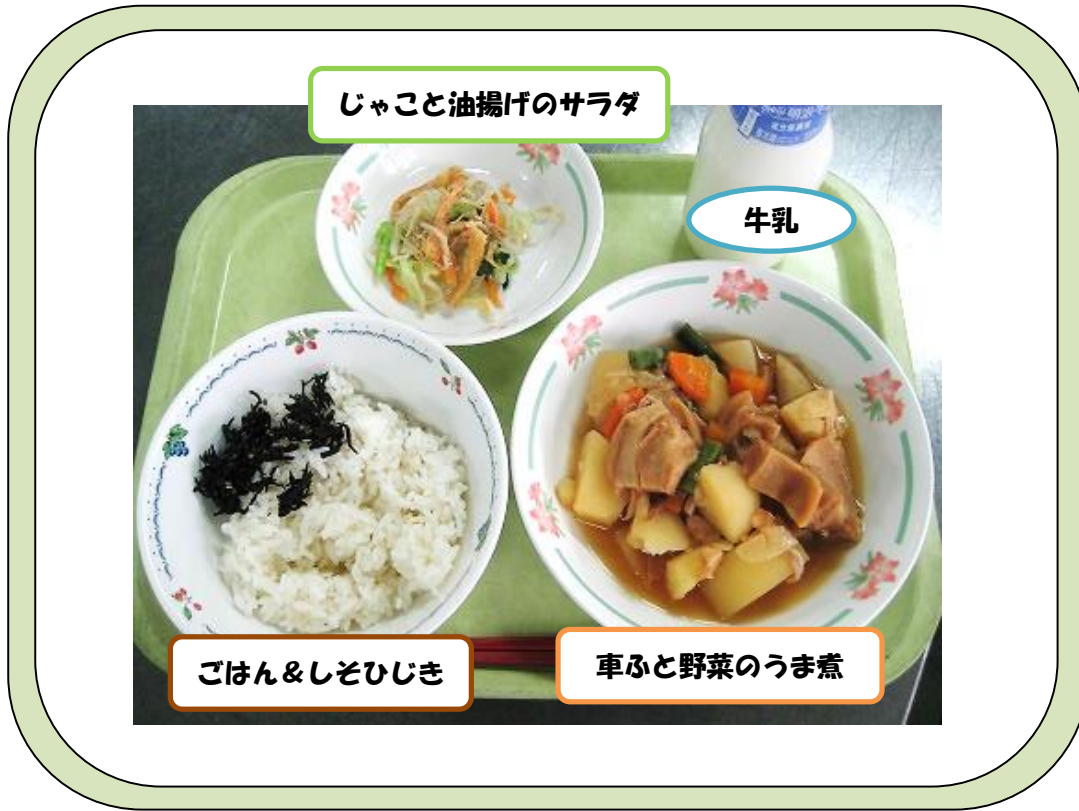 じゃこと油揚げのサラダ
牛乳
ごはん＆しそひじき
車ふと野菜のうま煮